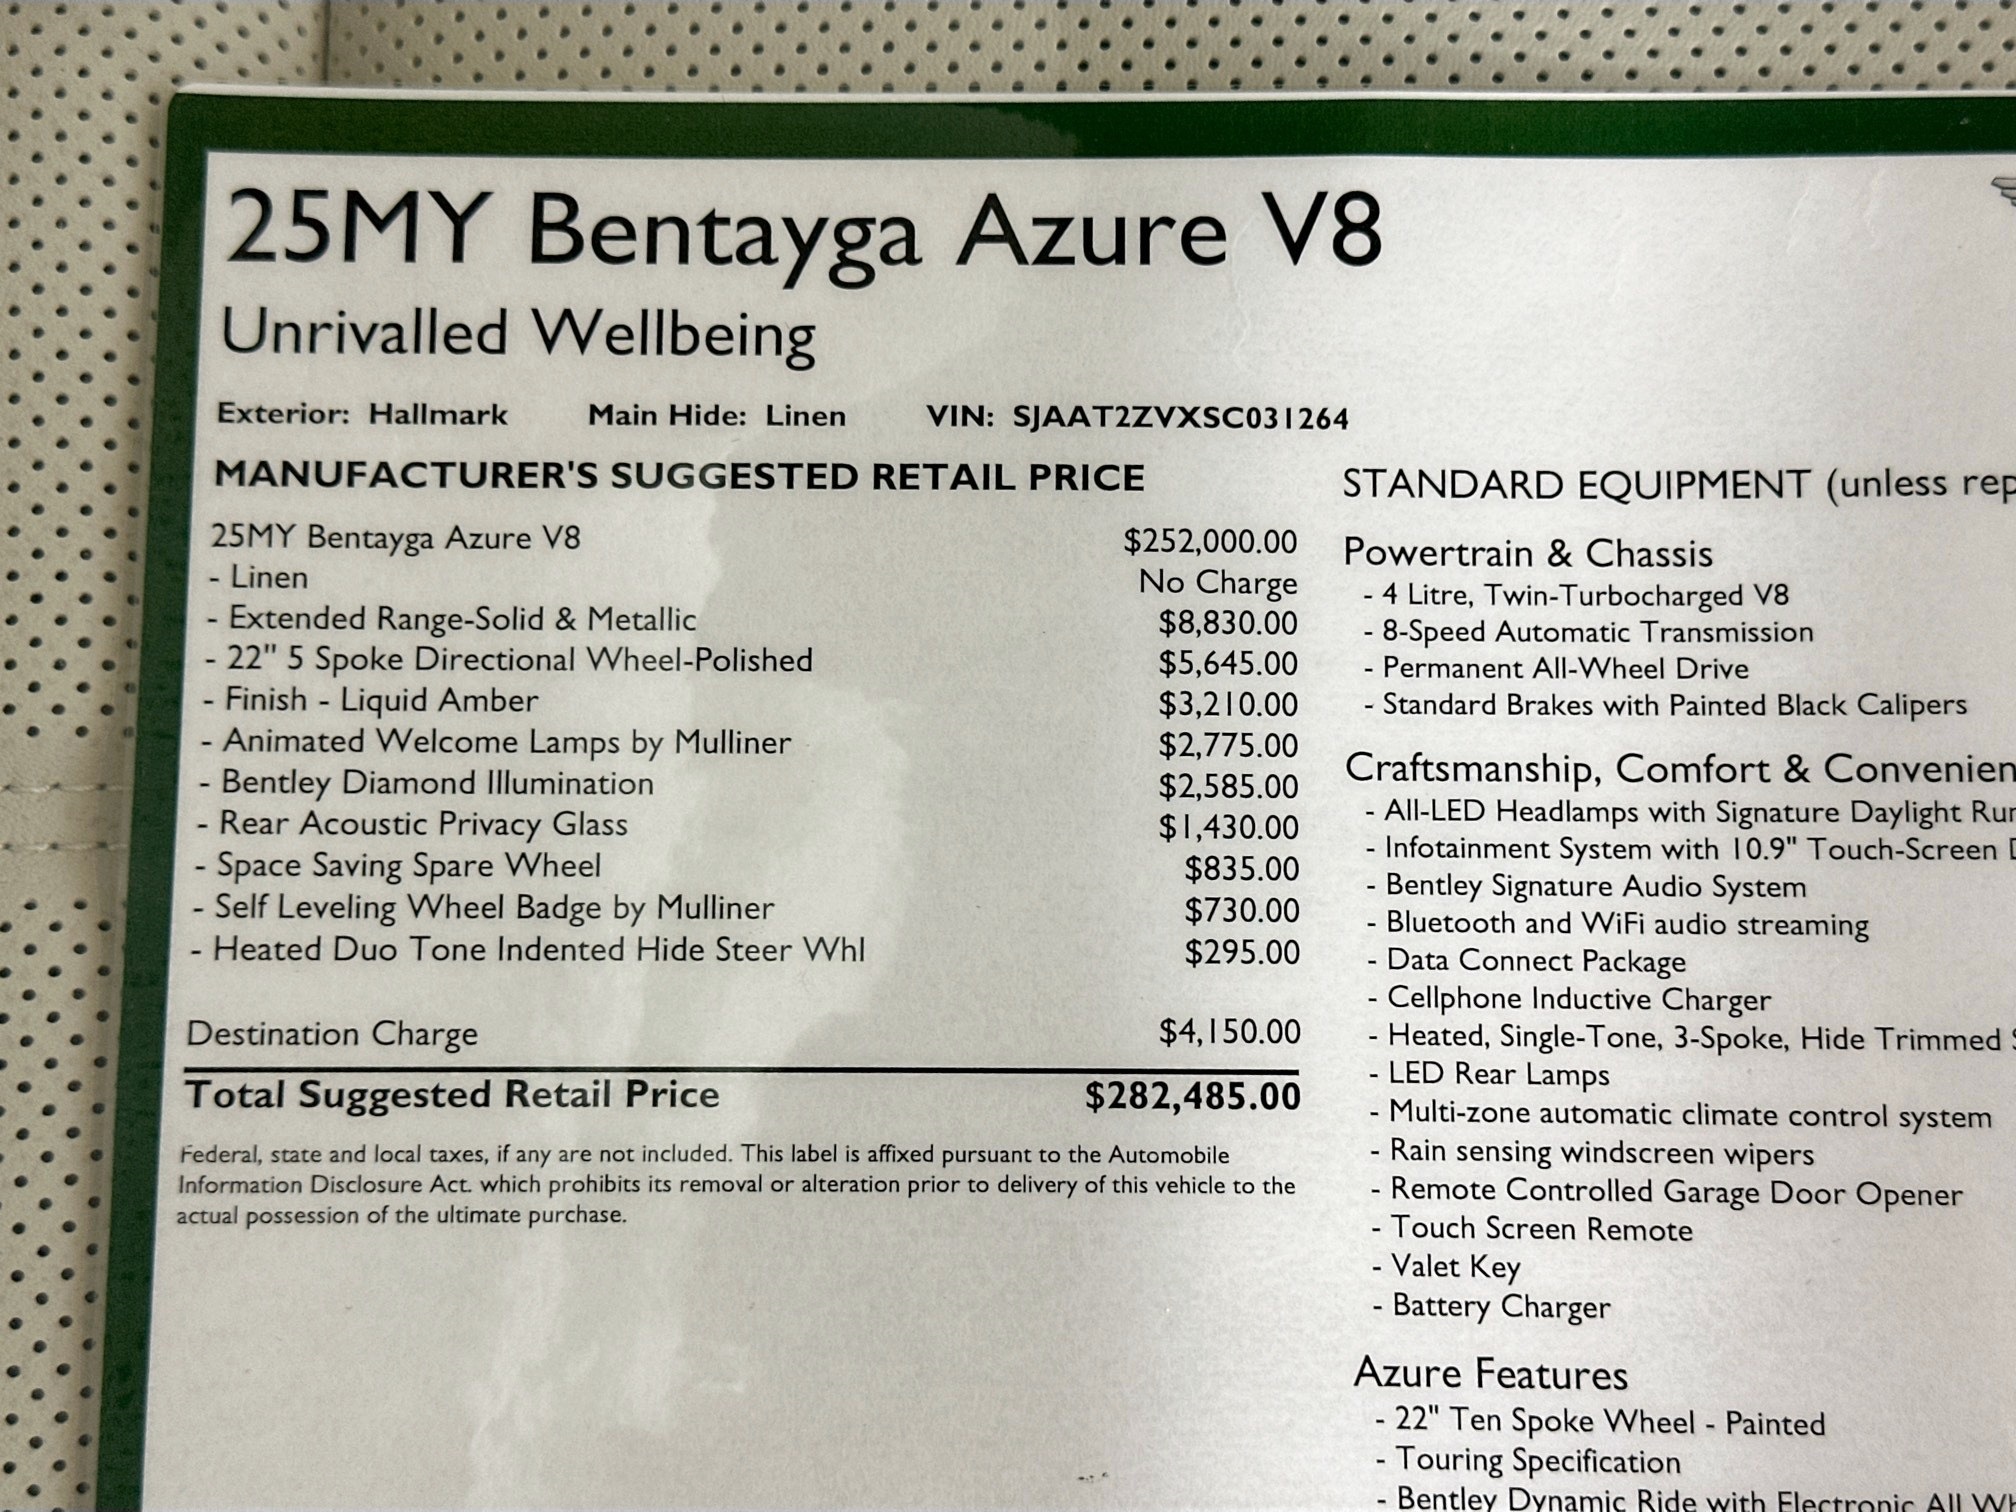 25MY Bentayga Azure V8
Unrivalled Wellbeing
Exterior: Hallmark Main Hide: Linen VIN: SJAAT2ZVXSC031264
MANUFACTURER'S SUGGESTED RETAIL PRICE
25MY Bentayga Azure V8 $252,000.00
- Linen No Charge
- Extended Range-Solid & Metallic $8,830.00
- 22" 5 Spoke Directional Wheel-Polished $5,645.00
- Finish - Liquid Amber $3,210.00
- Animated Welcome Lamps by Mulliner $2,775.00
- Bentley Diamond Illumination $2,585.00
- Rear Acoustic Privacy Glass $1,430.00
- Space Saving Spare Wheel $835.00
- Self Leveling Wheel Badge by Mulliner $730.00
- Heated Duo Tone Indented Hide Steer Whl $295.00
Destination Charge $4,150.00
Total Suggested Retail Price $282,485.00
Federal, state and local taxes, if any are not included. This label is affixed pursuant to the Automobile
Information Disclosure Act. which prohibits its removal or alteration prior to delivery of this vehicle to the
actual possession of the ultimate purchase.
STANDARD EQUIPMENT (unless
Powertrain & Chassis
- 4 Litre, Twin-Turbocharged V8
- 8-Speed Automatic Transmission
- Permanent All-Wheel Drive
- Standard Brakes with Painted Black Calipers
Craftsmanship, Comfort &
- All-LED Headlamps with Signature Daylight
- Infotainment System with 10.9" Touch-Screen
- Bentley Signature Audio System
- Bluetooth and WiFi audio streaming
- Data Connect Package
- Cellphone Inductive Charger
- Heated, Single-Tone, 3-Spoke, Hide Trimmed
- LED Rear Lamps
- Multi-zone automatic climate control system
- Rain sensing windscreen wipers
- Remote Controlled Garage Door Opener
- Touch Screen Remote
- Valet Key
- Battery Charger
Azure Features
- 22" Ten Spoke Wheel - Painted
- Touring Specification
- Bentley Dynamic Ride with Electronic All